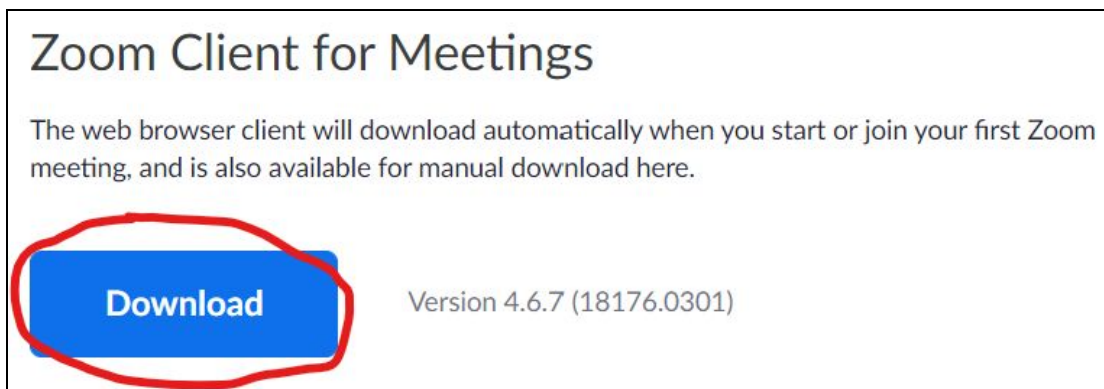 Zoom Client for Meetings
The web browser client will download automatically when you start or join your first Zoom
meeting, and is also available for manual download here.
Download
Version 4.6.7 (18176.0301)